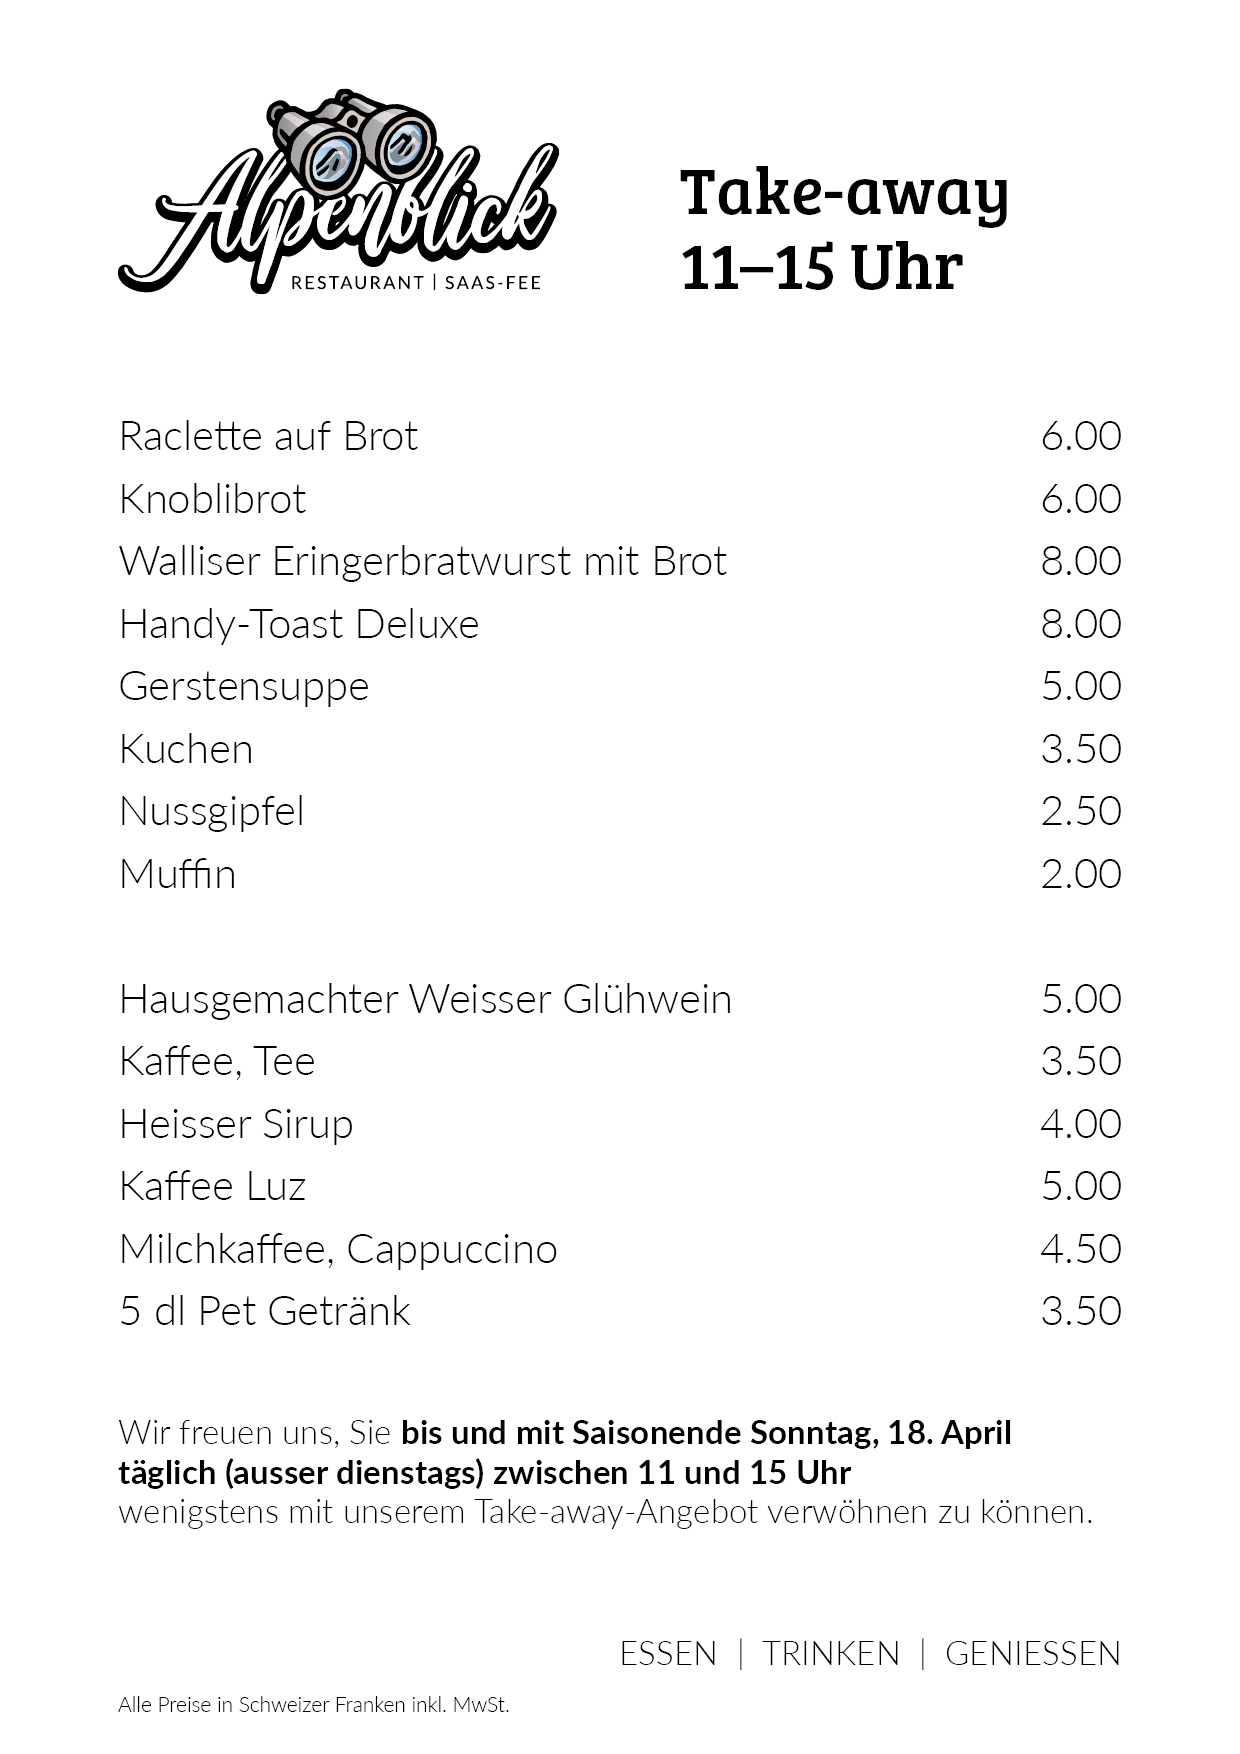 Alpenblick
RESTAURANT | SAAS-FEE
Take-away
11–15 Uhr
Raclette auf Brot 6.00
Knoblibrot 6.00
Walliser Eringerbratwurst mit Brot 8.00
Handy-Toast Deluxe 8.00
Gerstensuppe 5.00
Kuchen 3.50
Nussgipfel 2.50
Muffin 2.00
Hausgemachter Weisser Glühwein 5.00
Kaffee, Tee 3.50
Heisser Sirup 4.00
Kaffee Luz 5.00
Milchkaffee, Cappuccino 4.50
5 dl Pet Getränk 3.50
Wir freuen uns, Sie bis und mit Saisonende Sonntag, 18. April
täglich (ausser dienstags) zwischen 11 und 15 Uhr
wenigstens mit unserem Take-away-Angebot verwöhnen zu können.
ESSEN | TRINKEN | GENIESSEN
Alle Preise in Schweizer Franken inkl. MwSt.